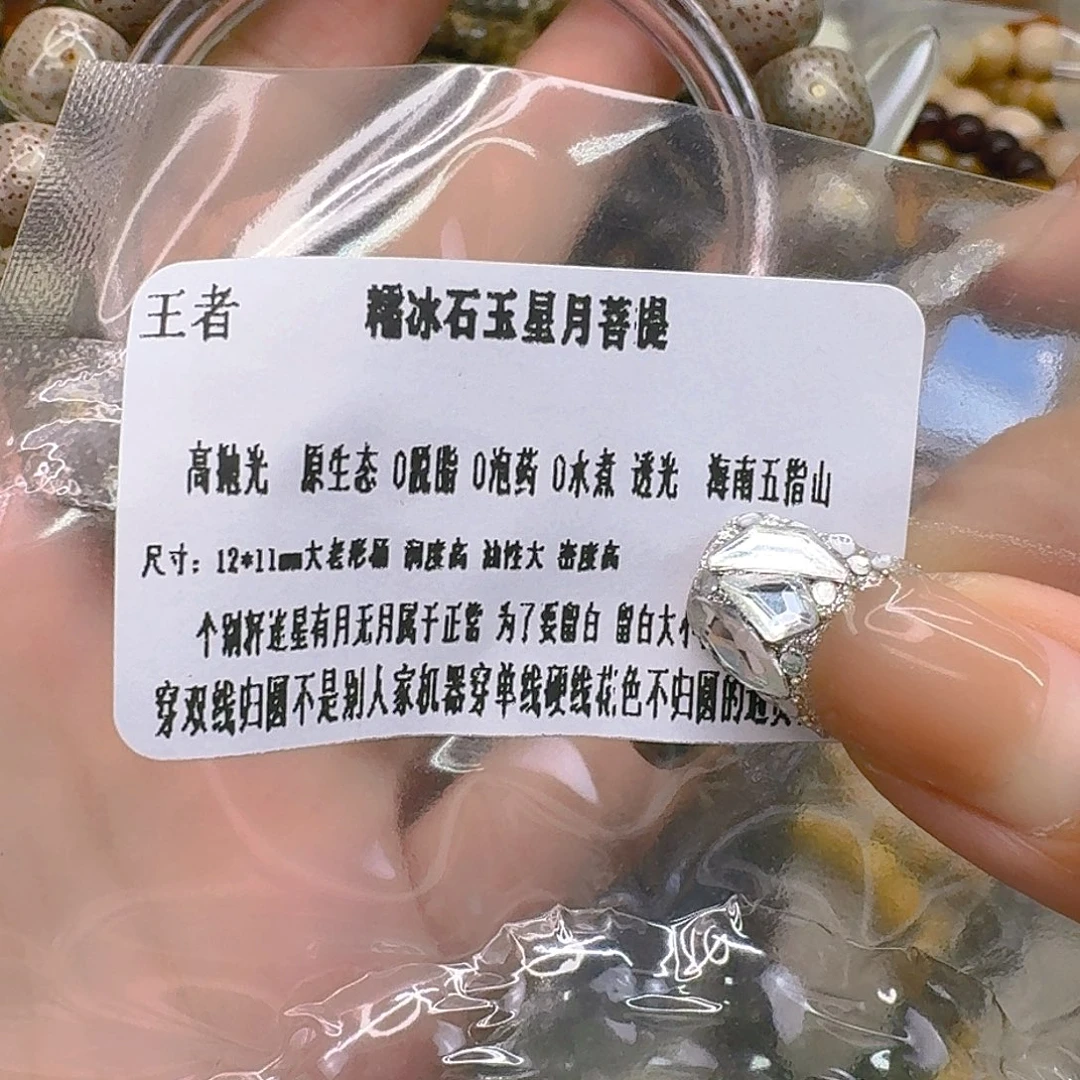 王者 糯冰石玉星月菩提
高抛光 原生态 0脱脂 0泡药 0水煮 透光 海南五指山
尺寸：12*11mm大老形桶 润度高 油性大 密度高
个别籽连星有月无月属于正常 为了要留白 留白大
穿双线归圆不是别人家机器穿单线硬线花色不归圆的